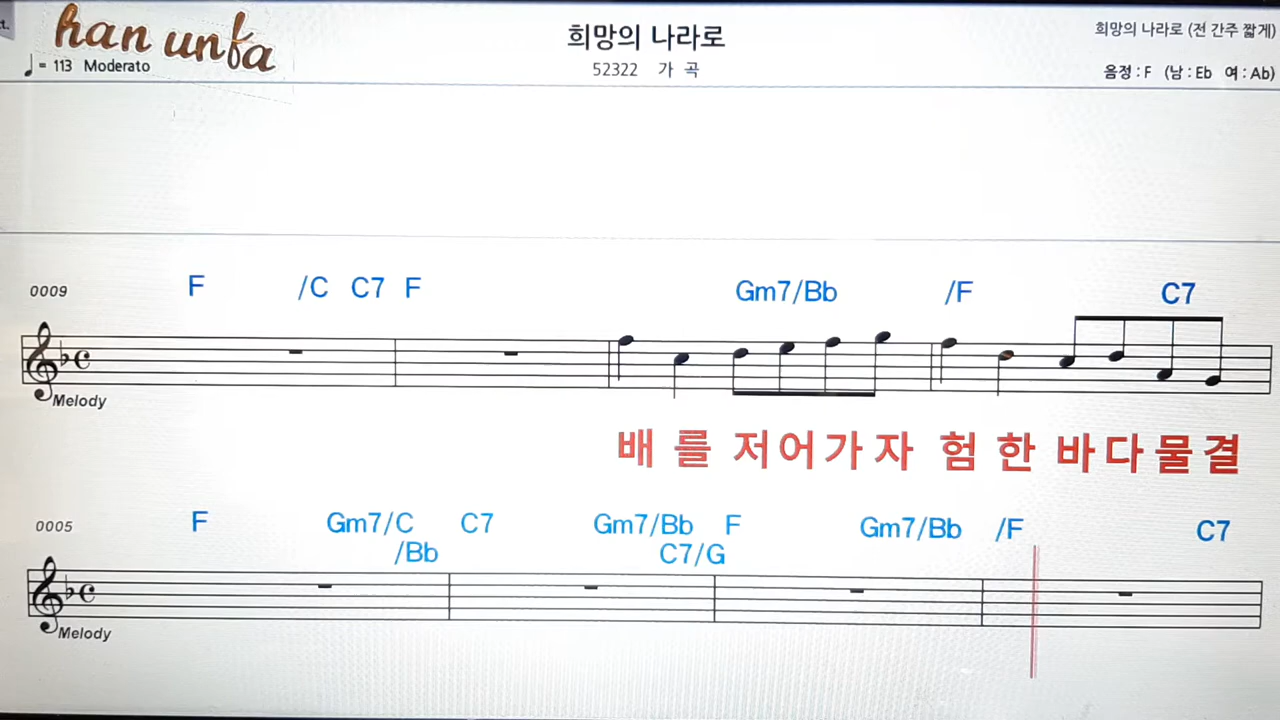 ct.
han unfa
희망의 나라로
희망의 나라로 (전 간주 짧게)
♩ = 113 Moderato
52322 가 곡
음정 : F (남 : Eb 여 : Ab)
0009
F /C C7 F Gm7/Bb /F C7
Melody
배 를 저 어 가 자 험 한 바 다 물 결
0005
F Gm7/C C7 Gm7/Bb F Gm7/Bb /F C7
/Bb C7/G
Melody